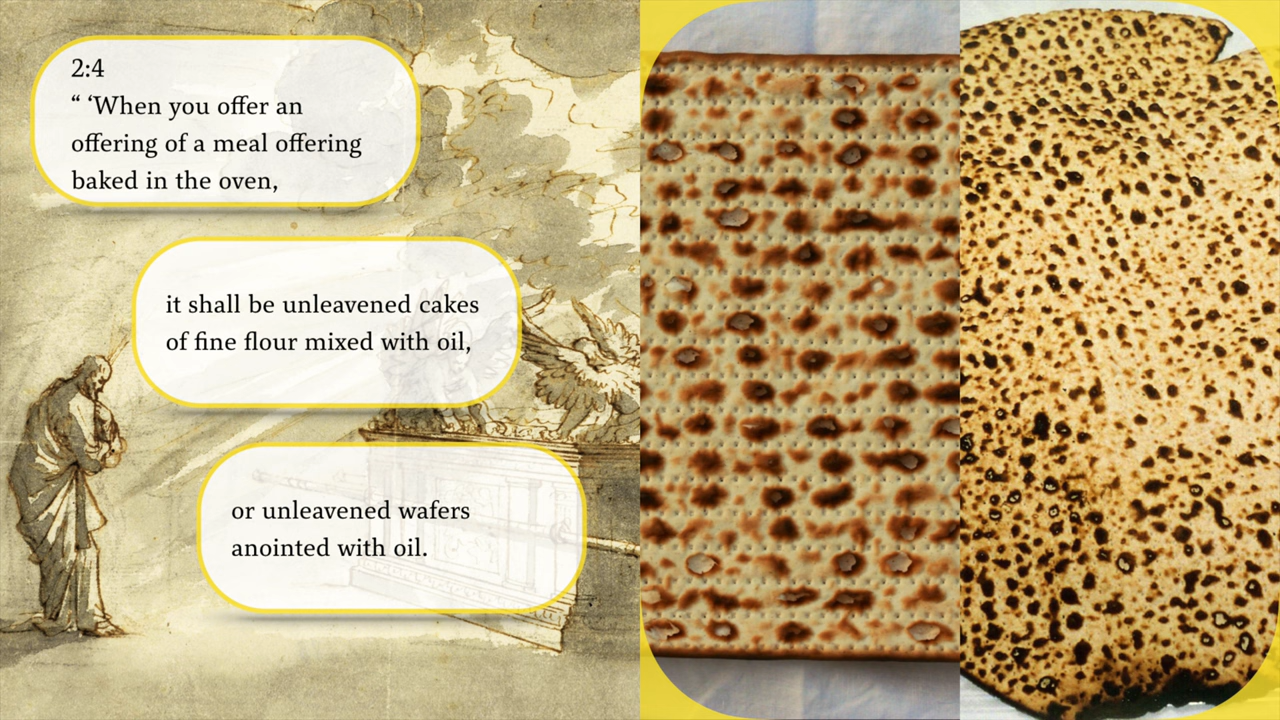 2:4
“ ‘When you offer an
offering of a meal offering
baked in the oven,
it shall be unleavened cakes
of fine flour mixed with oil,
or unleavened wafers
anointed with oil.